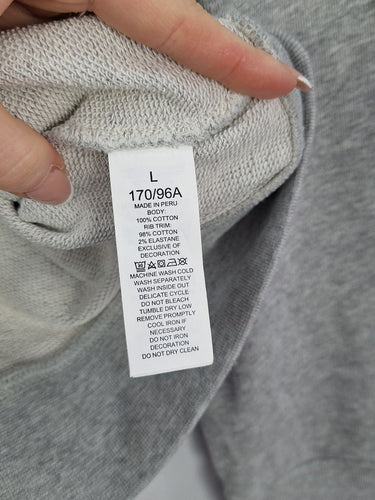 L
170/96A
MADE IN PERU
BODY:
100% COTTON
RIB TRIM:
98% COTTON
2% ELASTANE
EXCLUSIVE OF
DECORATION
MACHINE WASH COLD
WASH SEPARATELY
WASH INSIDE OUT
DELICATE CYCLE
DO NOT BLEACH
TUMBLE DRY LOW
REMOVE PROMPTLY
COOL IRON IF
NECESSARY
DO NOT IRON
DECORATION
DO NOT DRY CLEAN